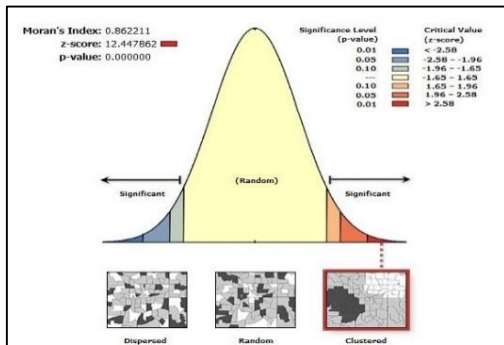 Moran's Index: 0.862211
z-score: 12.447862
p-value: 0.000000
Significance Level
(p-value)
Critical Value
(z-score)
0.01 < -2.58
0.05 -2.58 - -1.96
0.10 -1.96 - -1.65
--- -1.65 - 1.65
0.10 1.65 - 1.96
0.05 1.96 - 2.58
0.01 > 2.58
Significant
(Random)
Significant
Dispersed
Random
Clustered